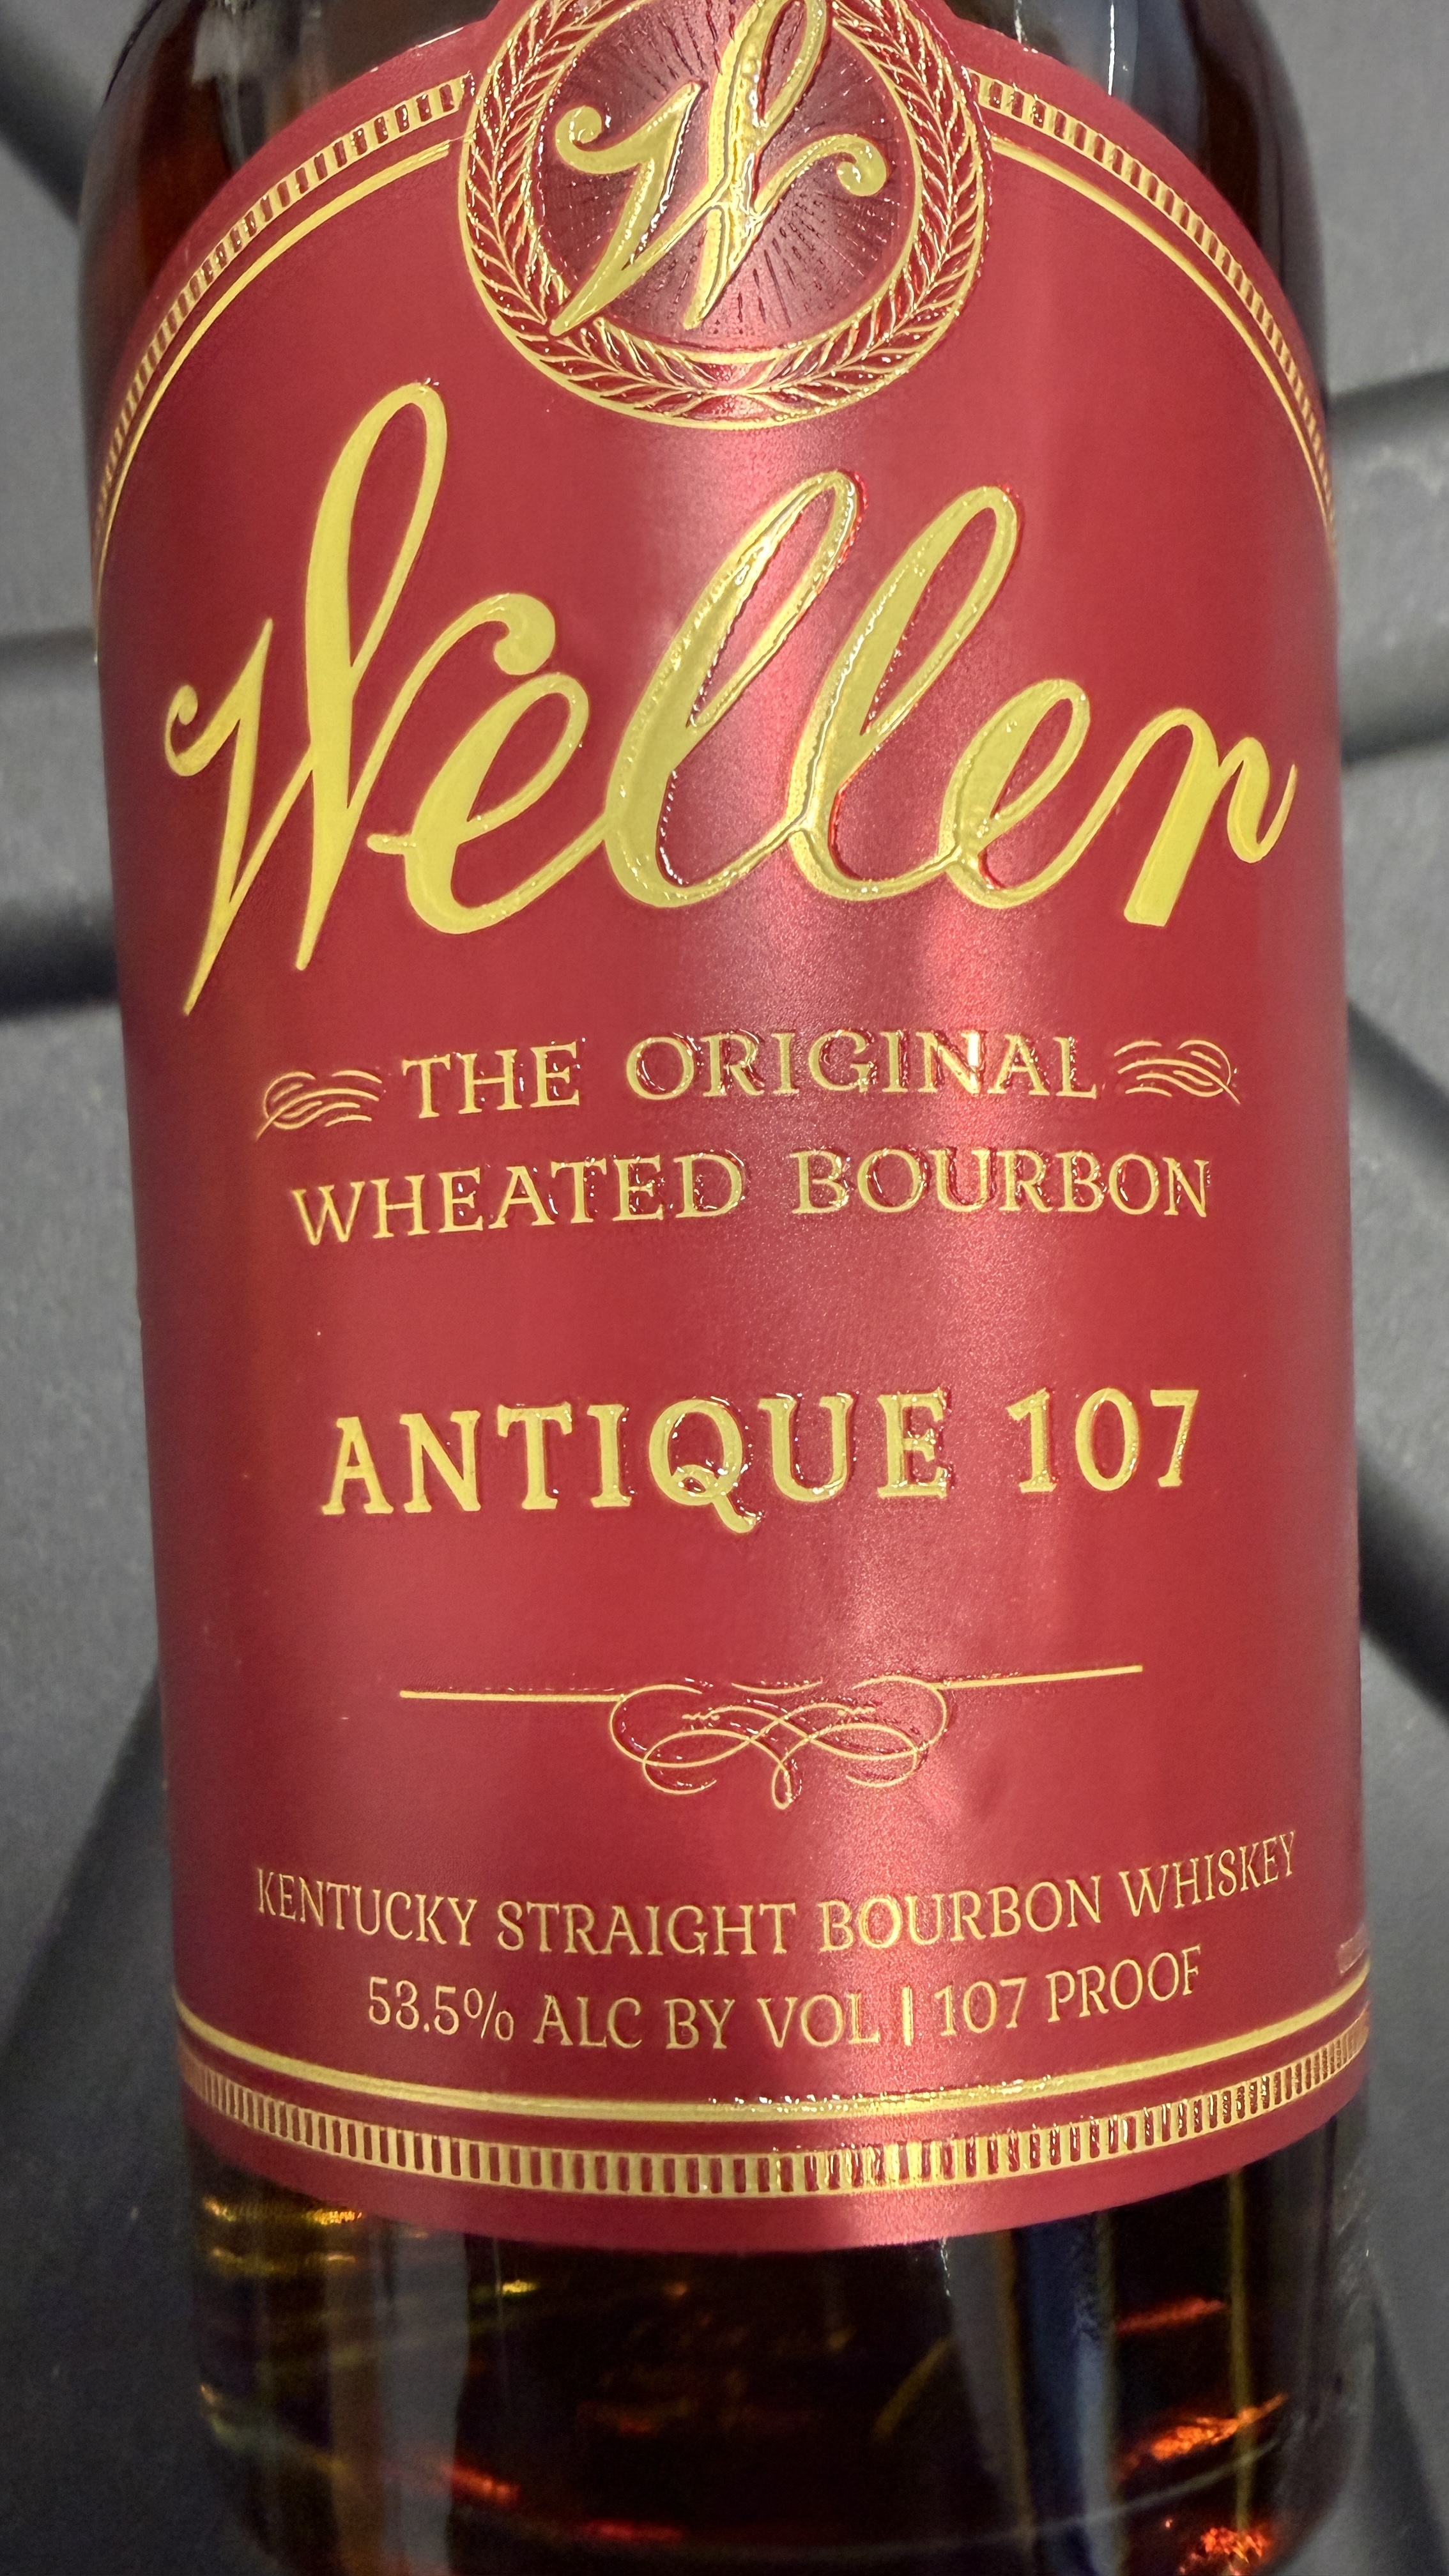 W
Weller
THE ORIGINAL
WHEATED BOURBON
ANTIQUE 107
KENTUCKY STRAIGHT BOURBON WHISKEY
53.5% ALC BY VOL | 107 PROOF